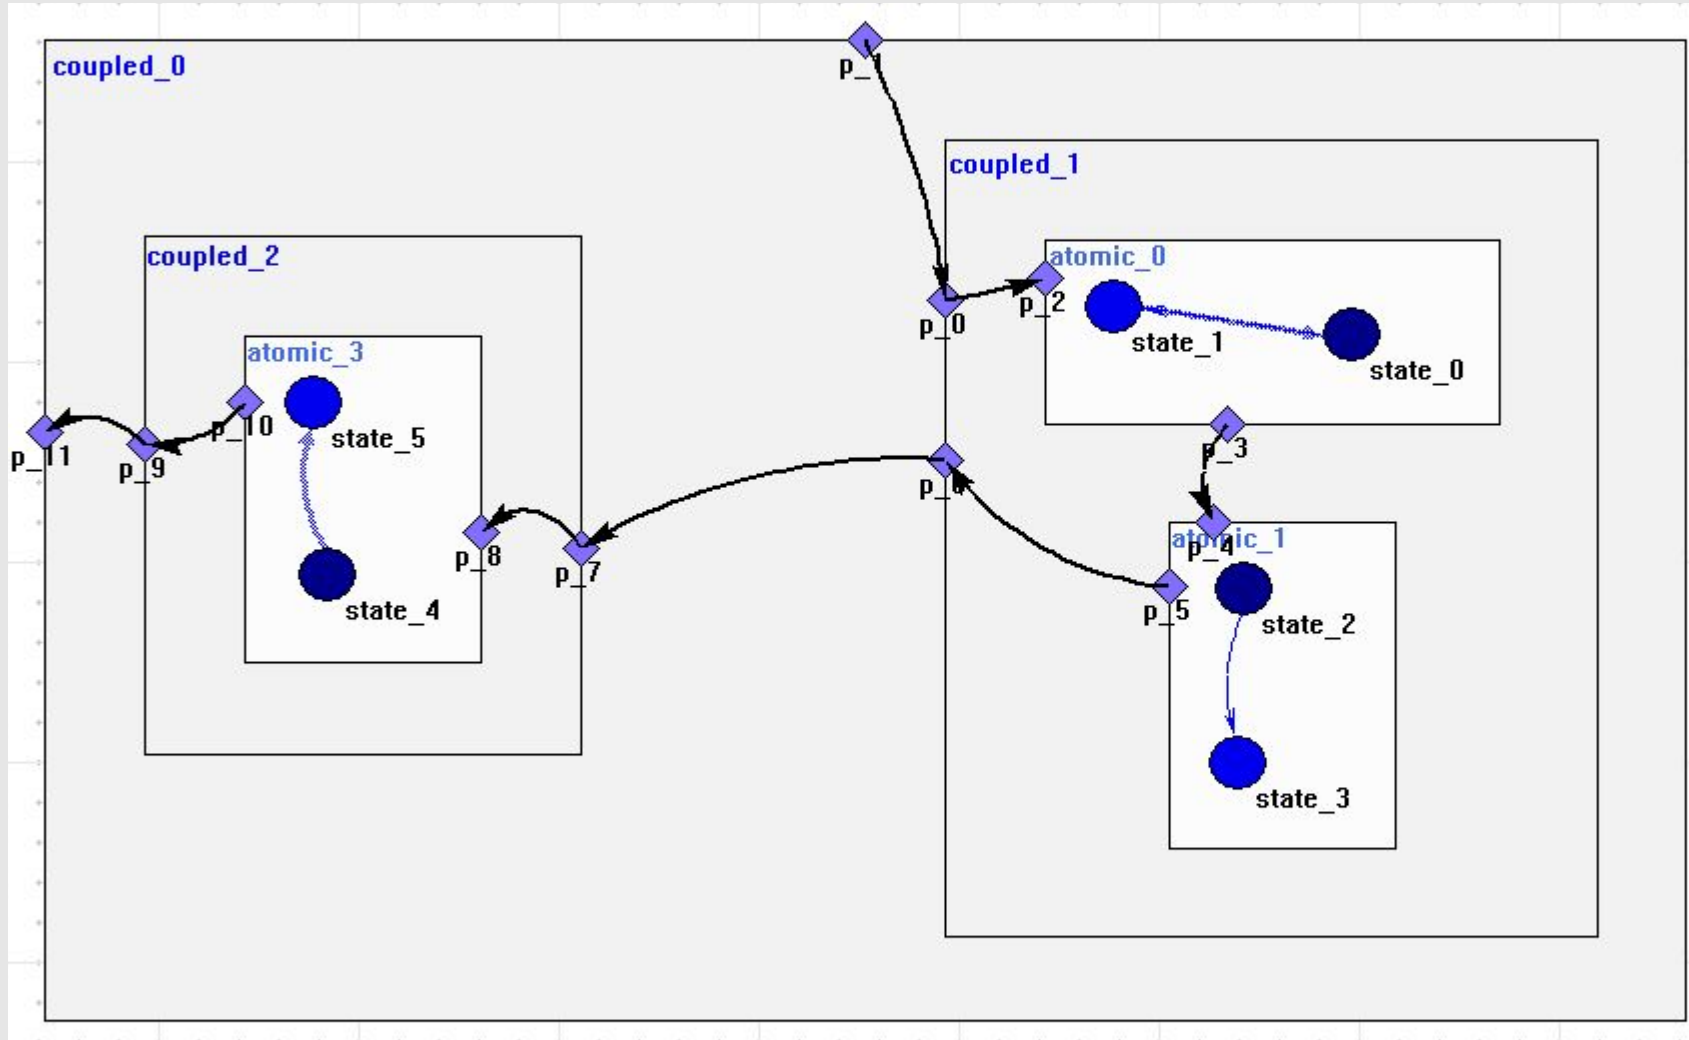 coupled_0
p_1
coupled_1
coupled_2
atomic_0
p_2
p_0
state_1
state_0
atomic_3
p_10
state_5
p_11
p_9
p_3
p_6
atomic_1
p_4
p_8
p_7
p_5
state_4
state_2
state_3